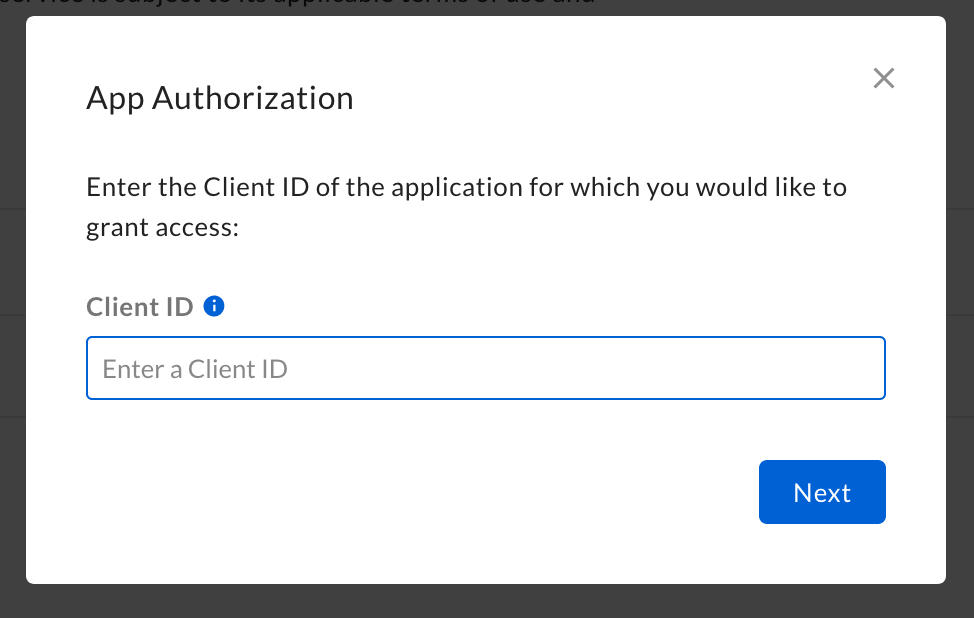 service is subject to its applicable terms of use and
App Authorization
Enter the Client ID of the application for which you would like to
grant access:
Client ID
Enter a Client ID
Next